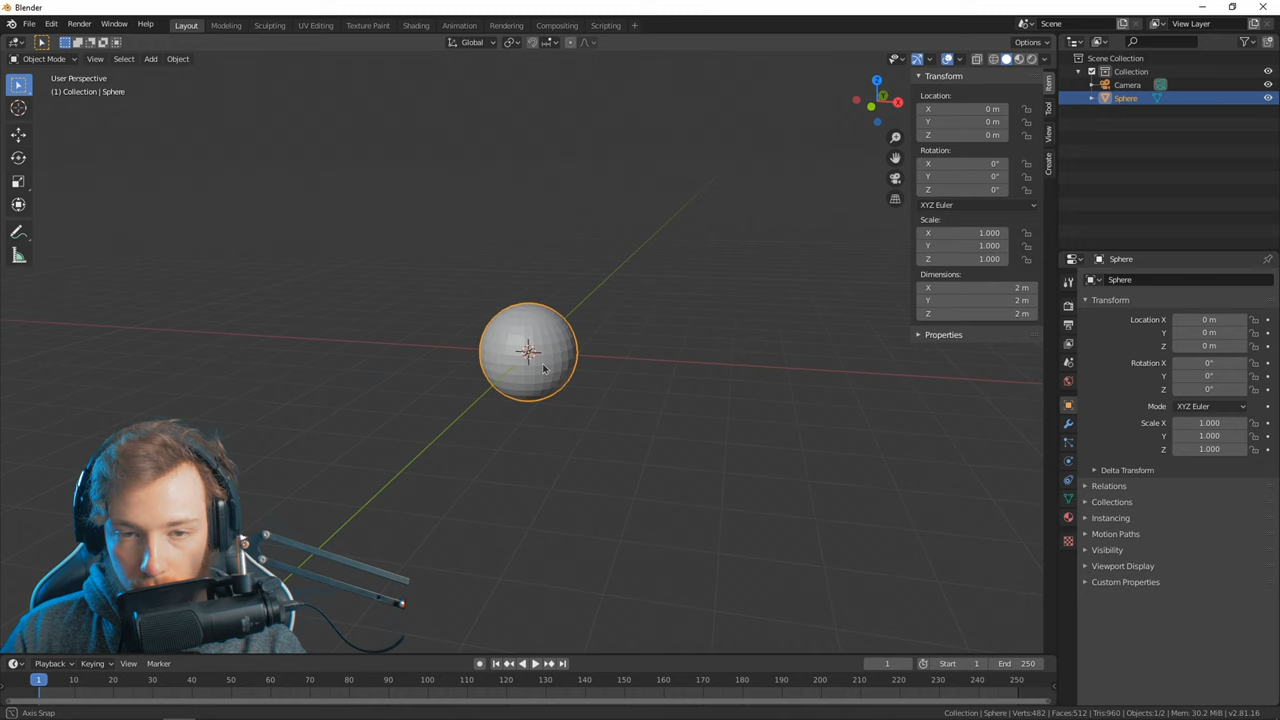 Blender
File Edit Render Window Help
Layout Modeling Sculpting UV Editing Texture Paint Shading Animation Rendering Compositing Scripting +
Scene
View Layer
Global
Options
Object Mode View Select Add Object
User Perspective
(1) Collection | Sphere
Z
Y
X
Transform
Location:
X 0 m
Y 0 m
Z 0 m
Rotation:
X 0°
Y 0°
Z 0°
XYZ Euler
Scale:
X 1.000
Y 1.000
Z 1.000
Dimensions:
X 2 m
Y 2 m
Z 2 m
Properties
Item
Tool
View
Create
Scene Collection
Collection
Camera
Sphere
Sphere
Sphere
Transform
Location X 0 m
Y 0 m
Z 0 m
Rotation X 0°
Y 0°
Z 0°
Mode XYZ Euler
Scale X 1.000
Y 1.000
Z 1.000
Delta Transform
Relations
Collections
Instancing
Motion Paths
Visibility
Viewport Display
Custom Properties
Playback Keying View Marker
1 Start 1 End 250
1 10 20 30 40 50 60 70 80 90 100 110 120 130 140 150 160 170 180 190 200 210 220 230 240 250
Axis Snap
Collection | Sphere | Verts:482 | Faces:512 | Tris:960 | Objects:1/2 | Mem: 30.2 MiB | v2.81.16